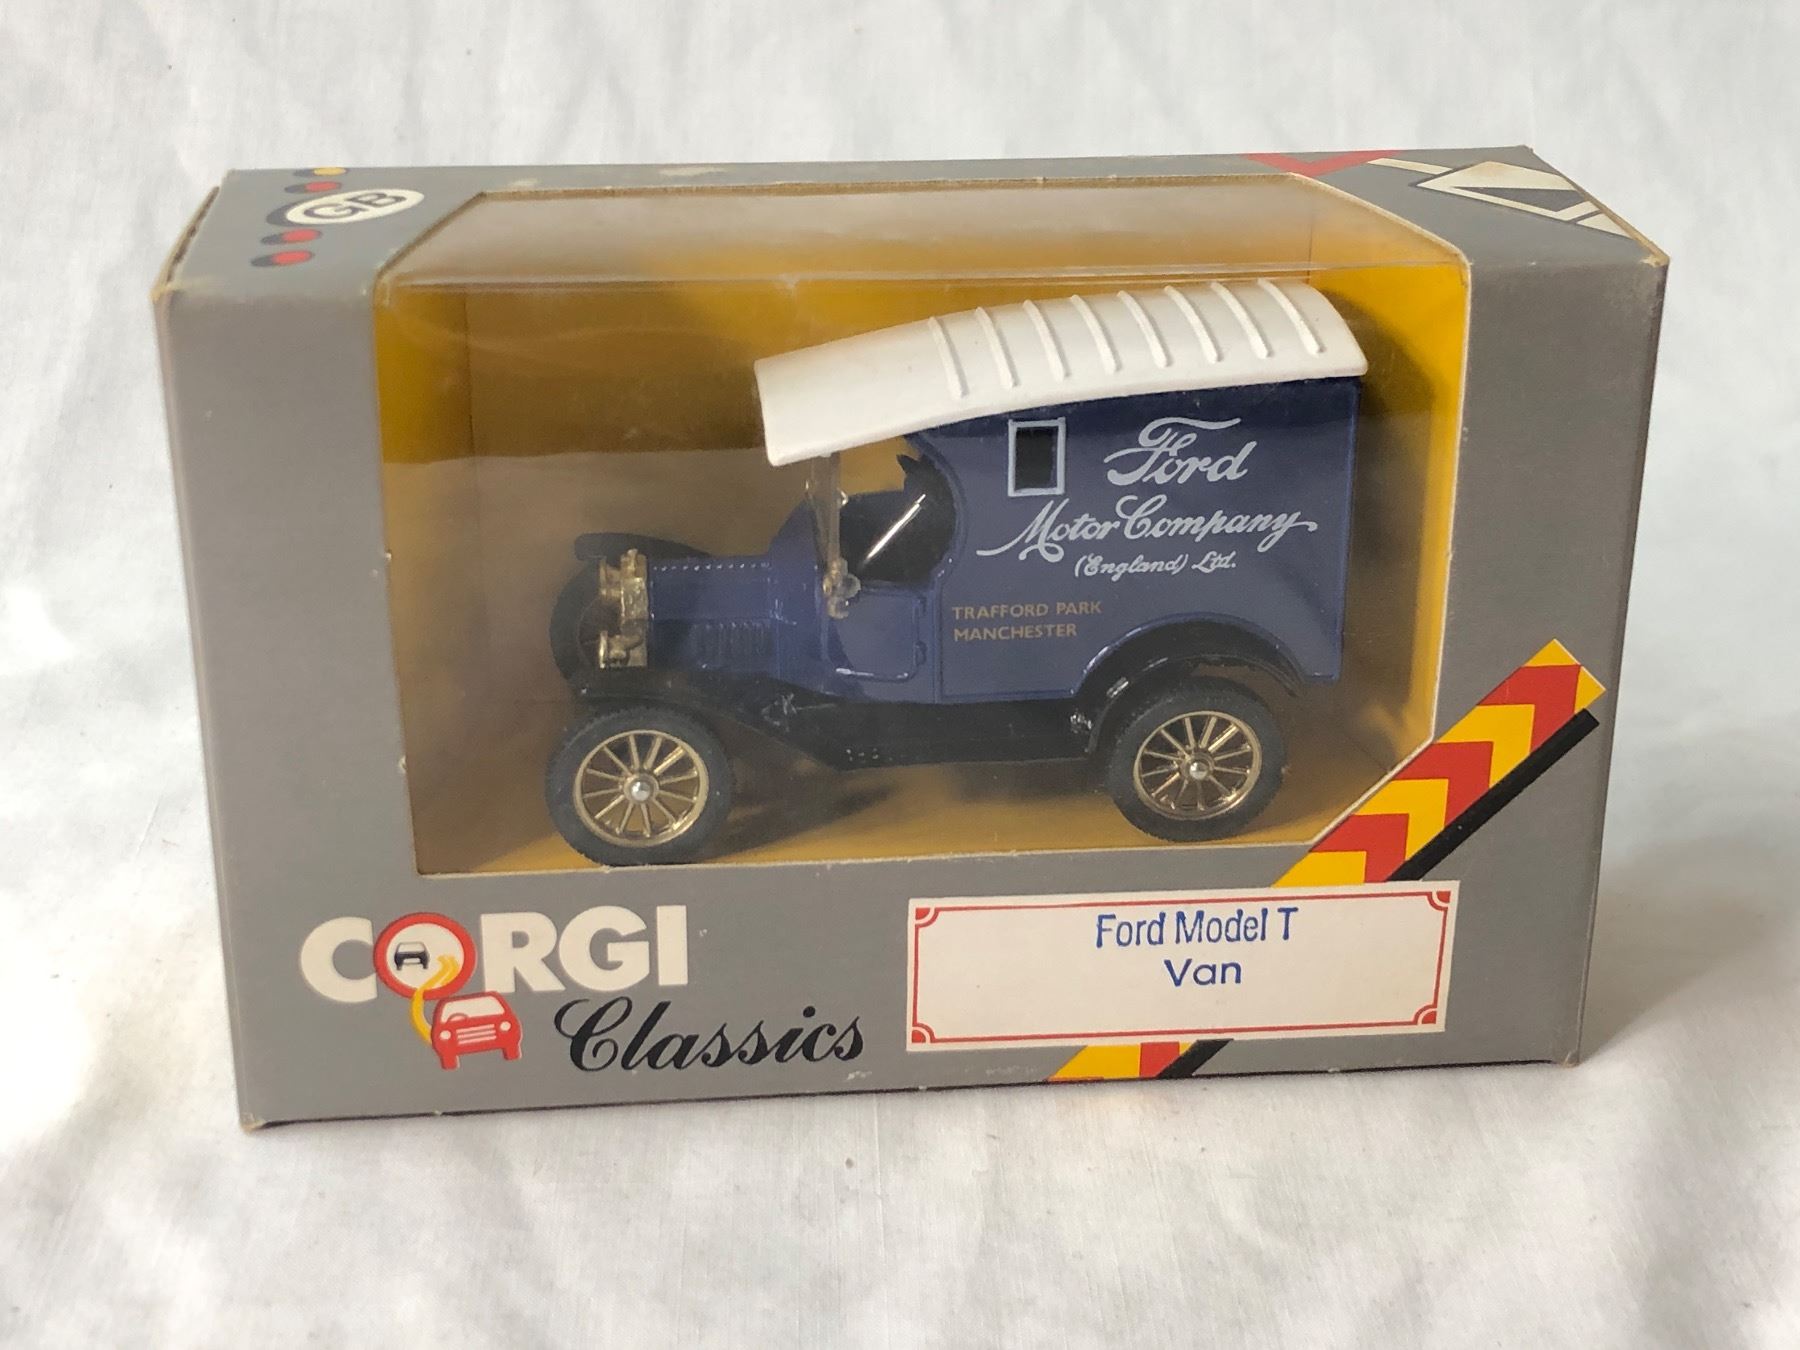 GB
Ford
Motor Company
(England) Ltd.
TRAFFORD PARK
MANCHESTER
CORGI
Classics
Ford Model T
Van